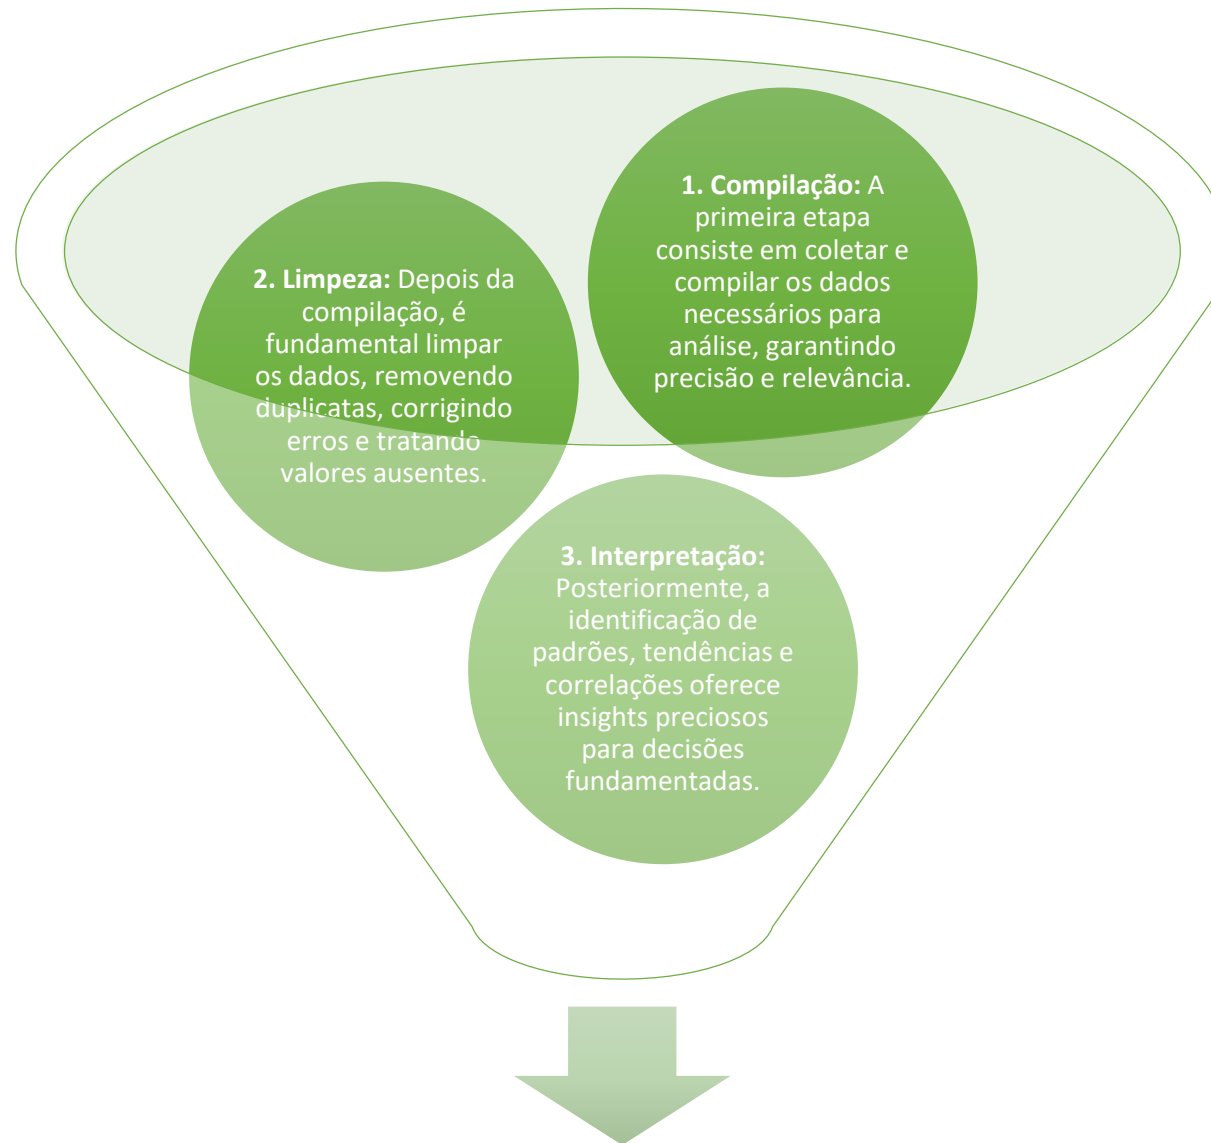 1. Compilação: A
primeira etapa
consiste em coletar e
compilar os dados
necessários para
análise, garantindo
precisão e relevância.
2. Limpeza: Depois da
compilação, é
fundamental limpar
os dados, removendo
duplicatas, corrigindo
erros e tratando
valores ausentes.
3. Interpretação:
Posteriormente, a
identificação de
padrões, tendências e
correlações oferece
insights preciosos
para decisões
fundamentadas.